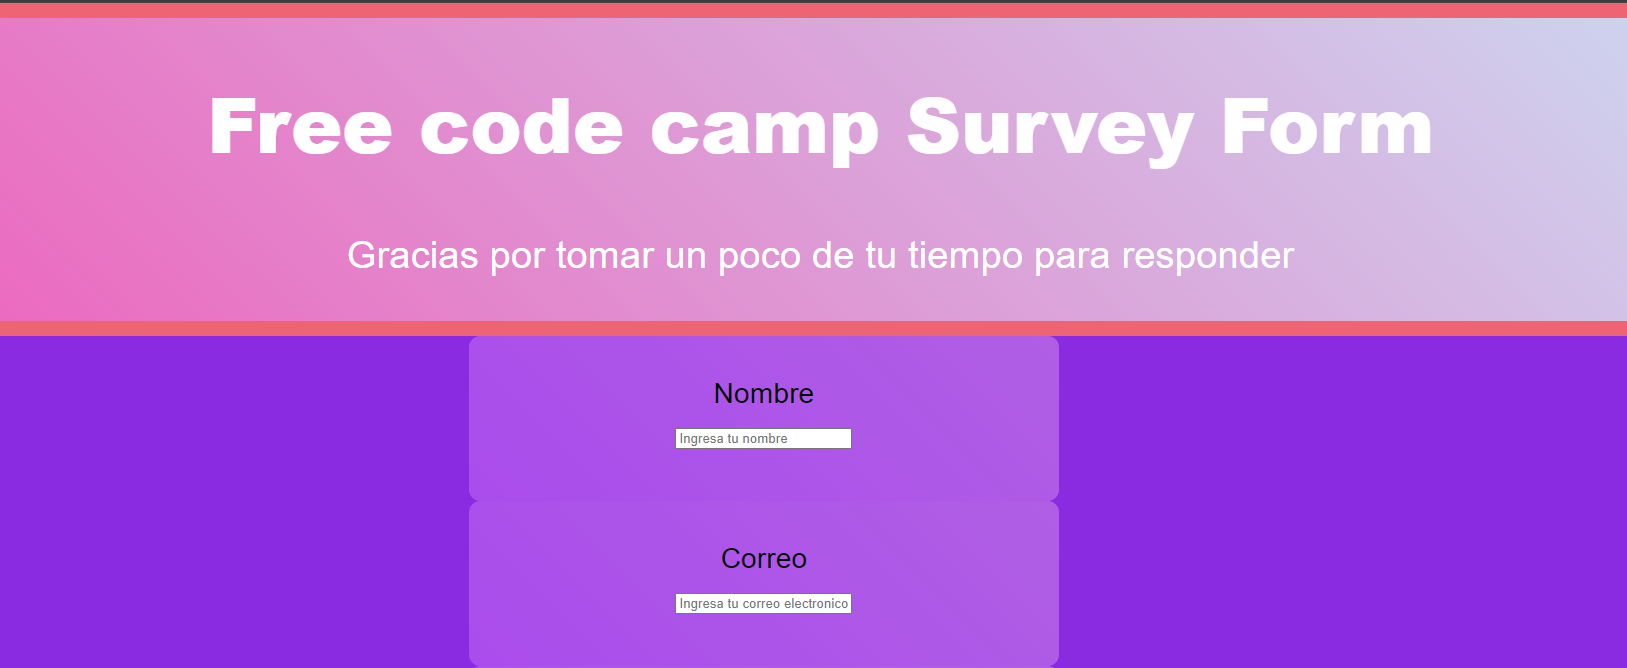 Free code camp Survey Form
Gracias por tomar un poco de tu tiempo para responder
Nombre
Ingresa tu nombre
Correo
Ingresa tu correo electronico